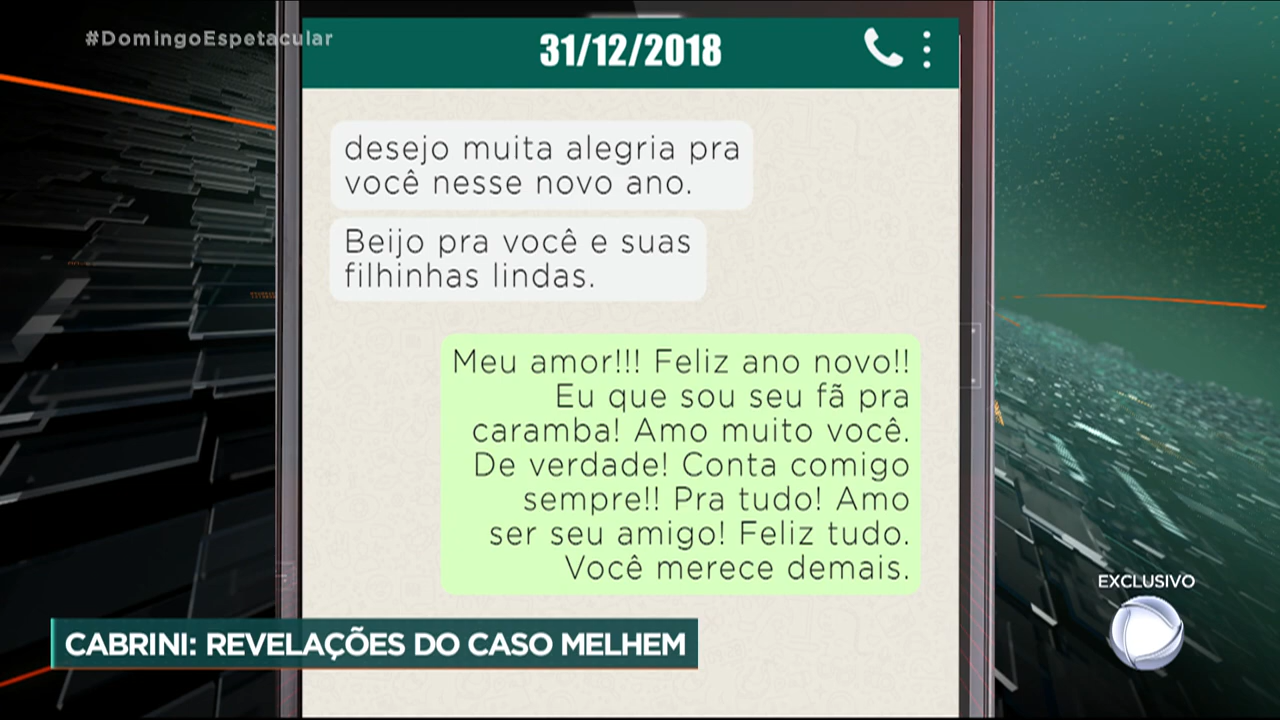 #DomingoEspetacular
31/12/2018
desejo muita alegria pra
você nesse novo ano.
Beijo pra você e suas
filhinhas lindas.
Meu amor!!! Feliz ano novo!!
Eu que sou seu fã pra
caramba! Amo muito você.
De verdade! Conta comigo
sempre!! Pra tudo! Amo
ser seu amigo! Feliz tudo.
Você merece demais.
EXCLUSIVO
CABRINI: REVELAÇÕES DO CASO MELHEM